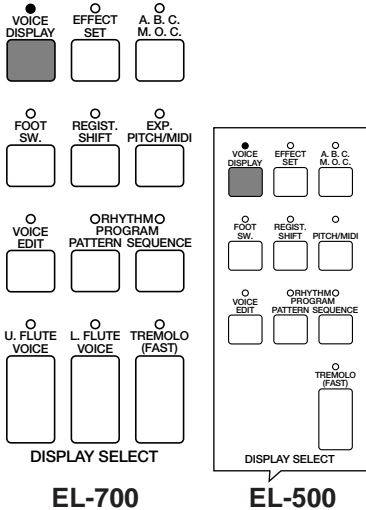 VOICE DISPLAY
EFFECT SET
A. B. C. M. O. C.
FOOT SW.
REGIST. SHIFT
EXP. PITCH/MIDI
VOICE EDIT
RHYTHM PROGRAM
PATTERN SEQUENCE
U. FLUTE VOICE
L. FLUTE VOICE
TREMOLO (FAST)
DISPLAY SELECT
EL-700
VOICE DISPLAY
EFFECT SET
A. B. C. M. O. C.
FOOT SW.
REGIST. SHIFT
PITCH/MIDI
VOICE EDIT
RHYTHM PROGRAM
PATTERN SEQUENCE
TREMOLO (FAST)
DISPLAY SELECT
EL-500